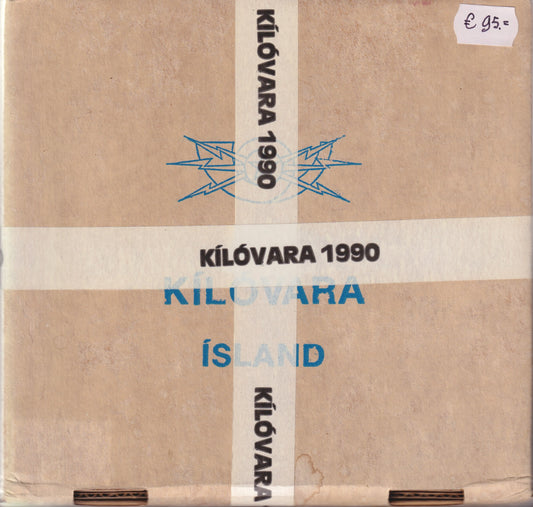 € 95.=
KÍLÓVARA 1990
KÍLÓVARA 1990
KÍLÓVARA
ÍSLAND
KÍLÓVARA